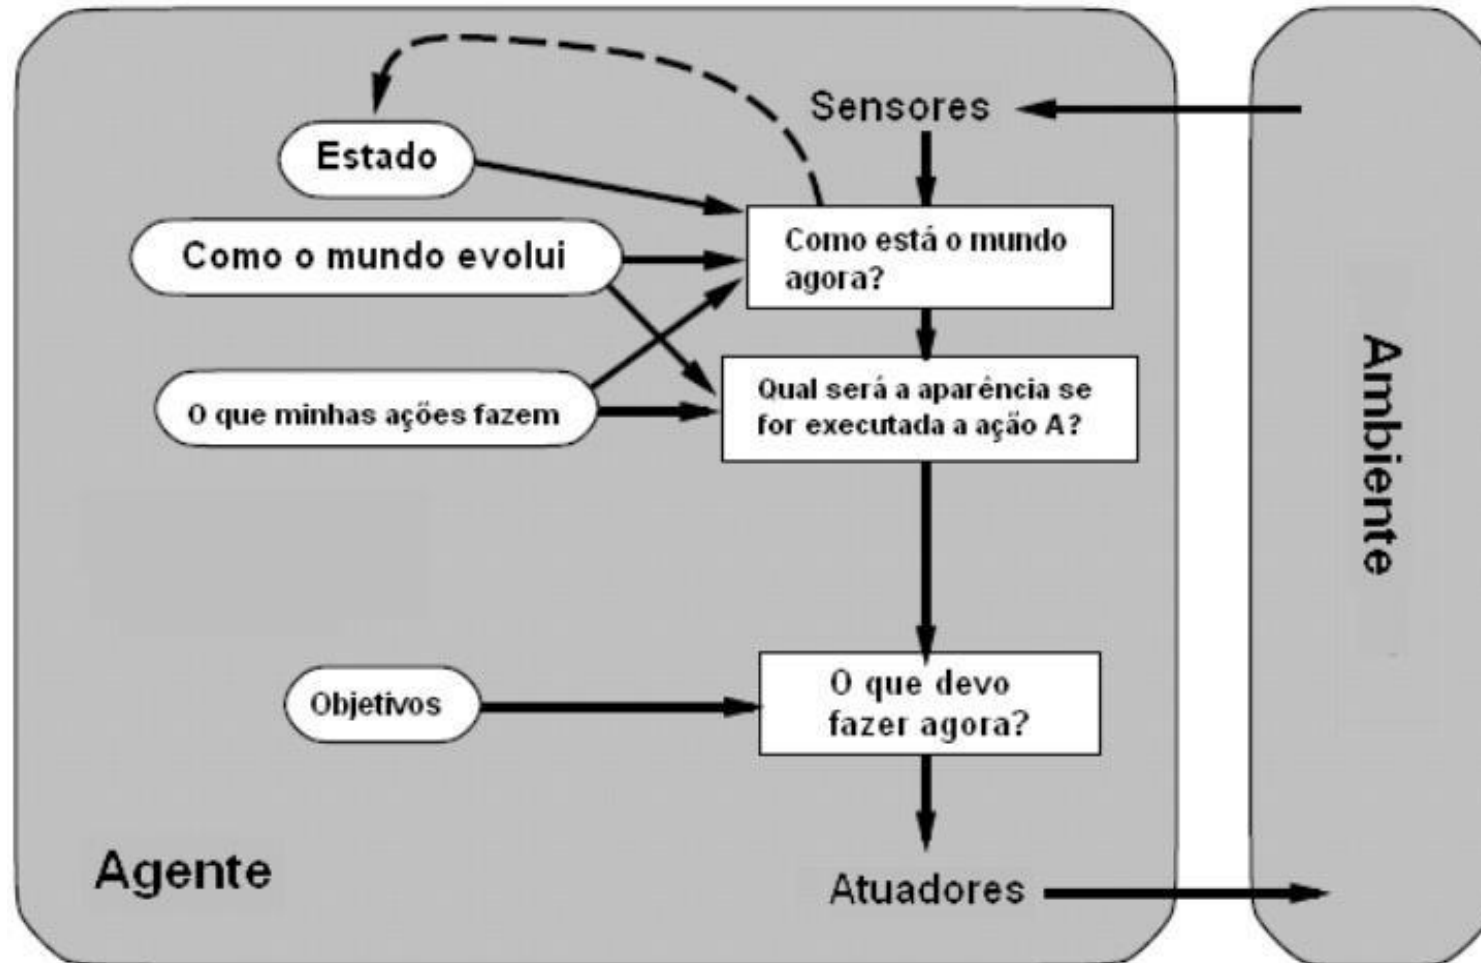 Sensores
Estado
Como o mundo evolui
Como está o mundo
agora?
O que minhas ações fazem
Qual será a aparência se
for executada a ação A?
Ambiente
Objetivos
O que devo
fazer agora?
Agente
Atuadores